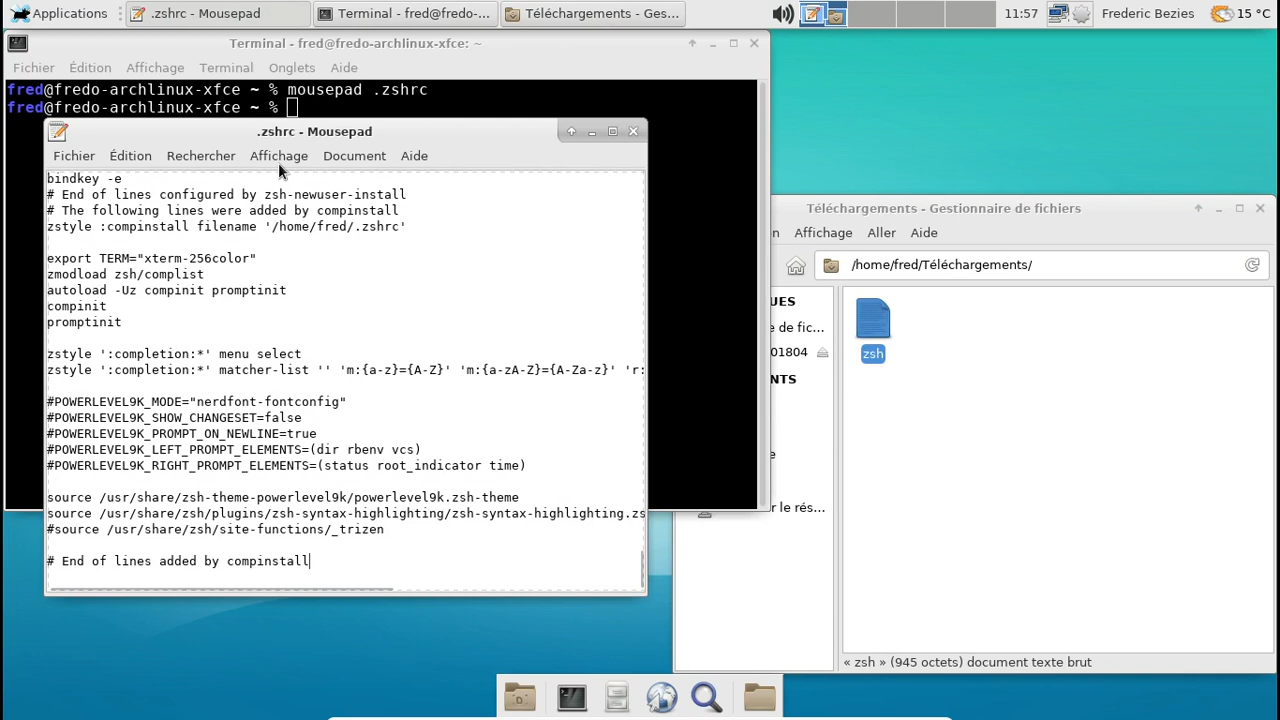 Applications
.zshrc - Mousepad
Terminal - fred@fredo-...
Téléchargements - Ges...
11:57
Frederic Bezies
15 °C
Terminal - fred@fredo-archlinux-xfce: ~
Fichier Édition Affichage Terminal Onglets Aide
fred@fredo-archlinux-xfce ~ % mousepad .zshrc
fred@fredo-archlinux-xfce ~ %
.zshrc - Mousepad
Fichier Édition Rechercher Affichage Document Aide
bindkey -e
# End of lines configured by zsh-newuser-install
# The following lines were added by compinstall
zstyle :compinstall filename '/home/fred/.zshrc'
export TERM="xterm-256color"
zmodload zsh/complist
autoload -Uz compinit promptinit
compinit
promptinit
zstyle ':completion:*' menu select
zstyle ':completion:*' matcher-list '' 'm:{a-z}={A-Z}' 'm:{a-zA-Z}={A-Za-z}' 'r:
#POWERLEVEL9K_MODE="nerdfont-fontconfig"
#POWERLEVEL9K_SHOW_CHANGESET=false
#POWERLEVEL9K_PROMPT_ON_NEWLINE=true
#POWERLEVEL9K_LEFT_PROMPT_ELEMENTS=(dir rbenv vcs)
#POWERLEVEL9K_RIGHT_PROMPT_ELEMENTS=(status root_indicator time)
source /usr/share/zsh-theme-powerlevel9k/powerlevel9k.zsh-theme
source /usr/share/zsh/plugins/zsh-syntax-highlighting/zsh-syntax-highlighting.zs
#source /usr/share/zsh/site-functions/_trizen
# End of lines added by compinstall
Téléchargements - Gestionnaire de fichiers
n Affichage Aller Aide
/home/fred/Téléchargements/
UES
e de fic...
01804
NTS
e
r le rés...
zsh
« zsh » (945 octets) document texte brut